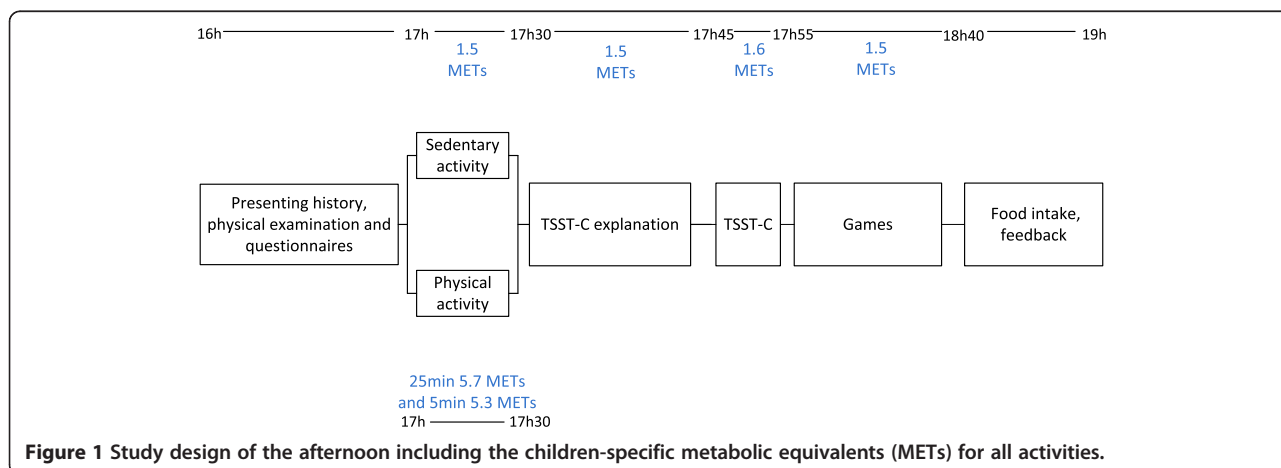 16h 17h 17h30 17h45 17h55 18h40 19h
1.5 1.5 1.6 1.5
METs METs METs METs
Sedentary
activity
Presenting history,
physical examination and
questionnaires
TSST-C explanation
TSST-C
Games
Food intake,
feedback
Physical
activity
25min 5.7 METs
and 5min 5.3 METs
17h 17h30
Figure 1 Study design of the afternoon including the children-specific metabolic equivalents (METs) for all activities.